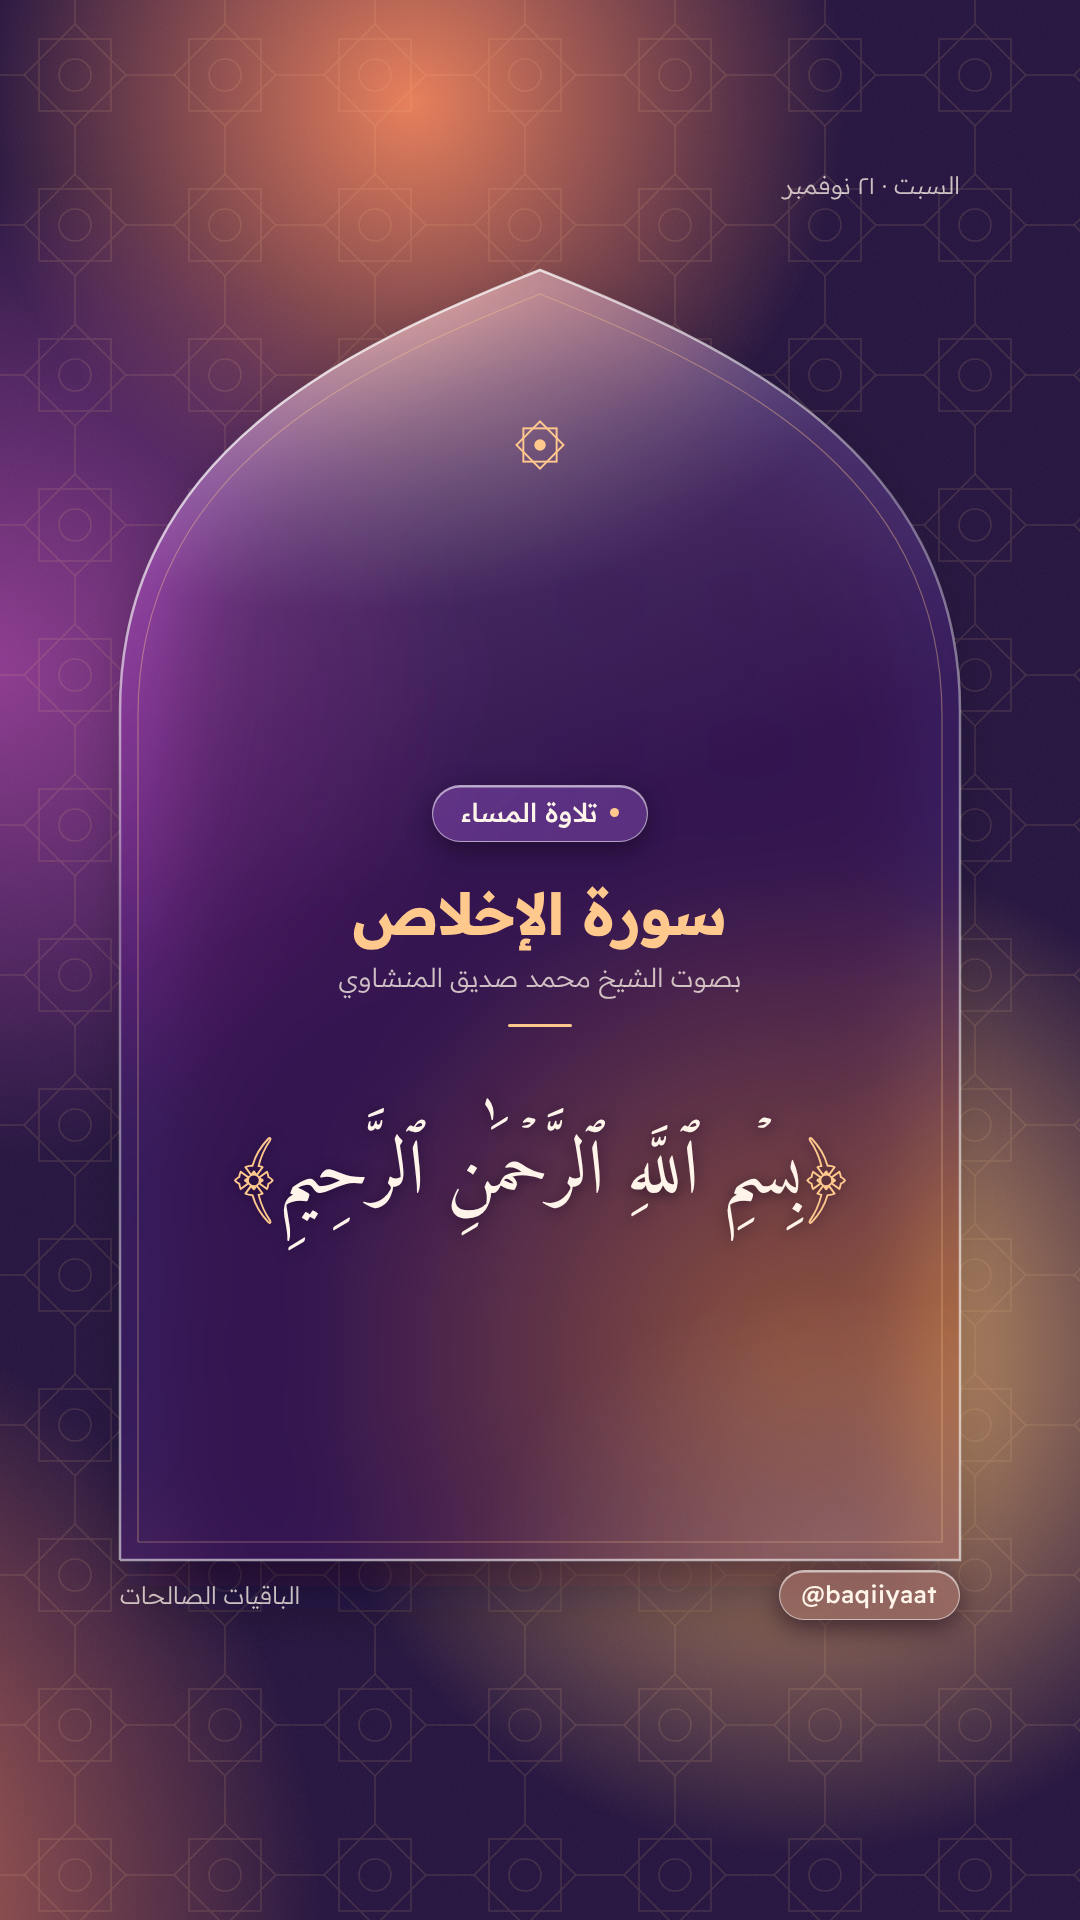 السبت · ٢١ نوفمبر
تلاوة المساء
سورة الإخلاص
بصوت الشيخ محمد صديق المنشاوي
﴿بِسۡمِ ٱللَّهِ ٱلرَّحۡمَٰنِ ٱلرَّحِيمِ﴾
@baqiiyaat
الباقيات الصالحات